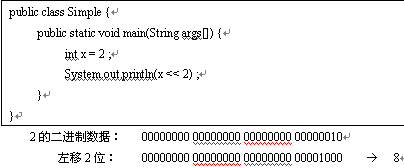 public class Simple {
public static void main(String args[]) {
int x = 2 ;
System.out.println(x << 2) ;
}
}
2 的二进制数据： 00000000 00000000 00000000 00000010
左移 2 位： 00000000 00000000 00000000 00001000 → 8